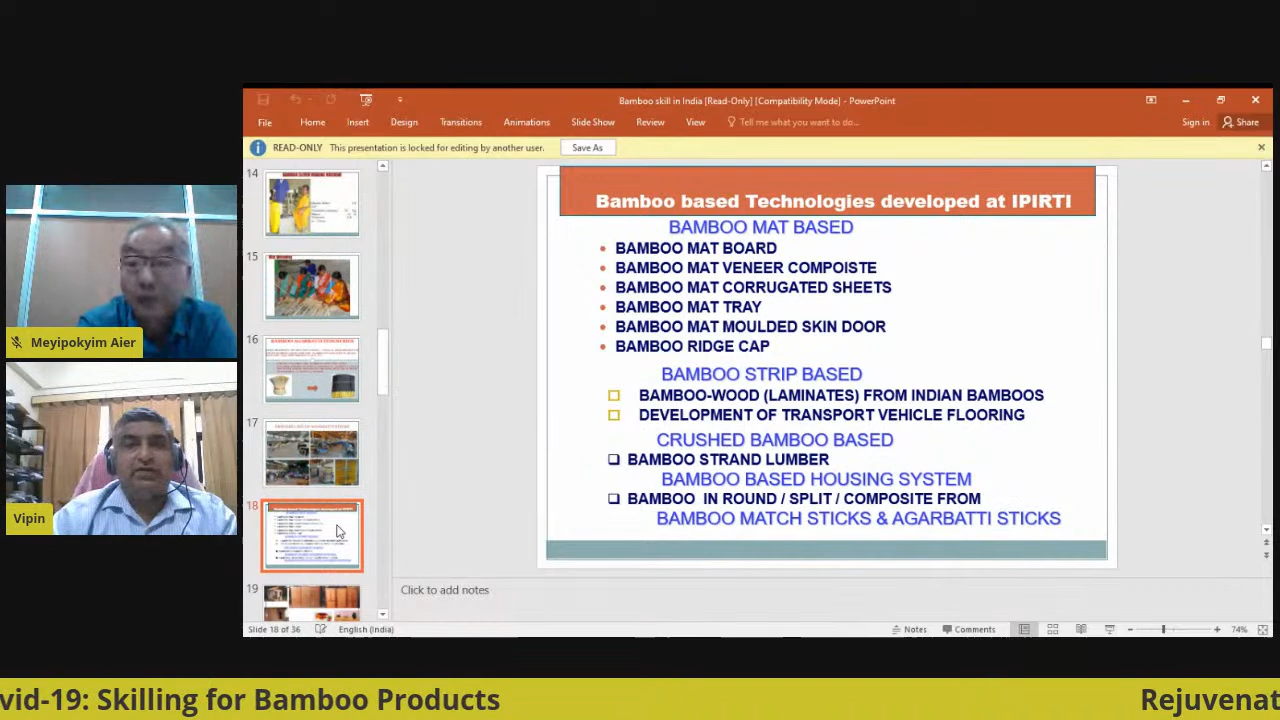 Bamboo skill in India [Read-Only] [Compatibility Mode] - PowerPoint
File Home Insert Design Transitions Animations Slide Show Review View Tell me what you want to do... Sign in Share
READ-ONLY This presentation is locked for editing by another user. Save As
14
15
16
17
18
19
Bamboo based Technologies developed at IPIRTI
BAMBOO MAT BASED
BAMBOO MAT BOARD
BAMBOO MAT VENEER COMPOISTE
BAMBOO MAT CORRUGATED SHEETS
BAMBOO MAT TRAY
BAMBOO MAT MOULDED SKIN DOOR
BAMBOO RIDGE CAP
BAMBOO STRIP BASED
BAMBOO-WOOD (LAMINATES) FROM INDIAN BAMBOOS
DEVELOPMENT OF TRANSPORT VEHICLE FLOORING
CRUSHED BAMBOO BASED
BAMBOO STRAND LUMBER
BAMBOO BASED HOUSING SYSTEM
BAMBOO IN ROUND / SPLIT / COMPOSITE FROM
BAMBOO MATCH STICKS & AGARBATTI STICKS
Click to add notes
Slide 18 of 36 English (India) Notes Comments 74%
Meyipokyim Aier
Vipin
vid-19: Skilling for Bamboo Products Rejuvenat